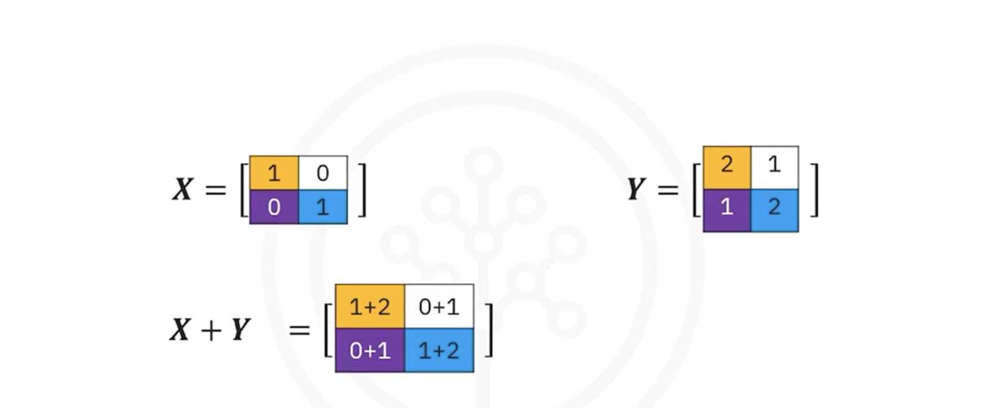 X = [ 1 0 ] Y = [ 2 1 ]
0 1 1 2
X + Y = [ 1+2 0+1 ]
0+1 1+2